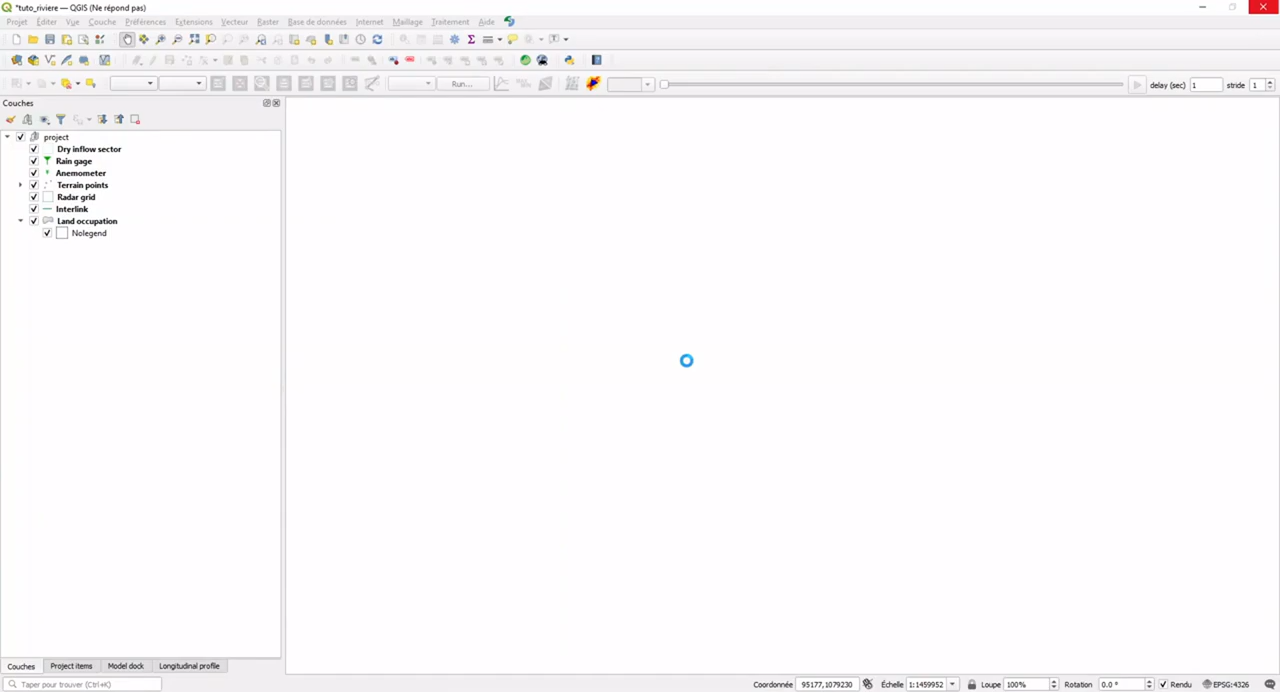 *tuto_riviere — QGIS (Ne répond pas)
Projet Éditer Vue Couche Préférences Extensions Vecteur Raster Base de données Internet Maillage Traitement Aide
Run...
delay (sec) 1 stride 1
Couches
project
Dry inflow sector
Rain gage
Anemometer
Terrain points
Radar grid
Interlink
Land occupation
Nolegend
Couches Project items Model dock Longitudinal profile
Taper pour trouver (Ctrl+K) Coordonnée 95177,1079230 Échelle 1:1459952 Loupe 100% Rotation 0.0 ° Rendu EPSG:4326